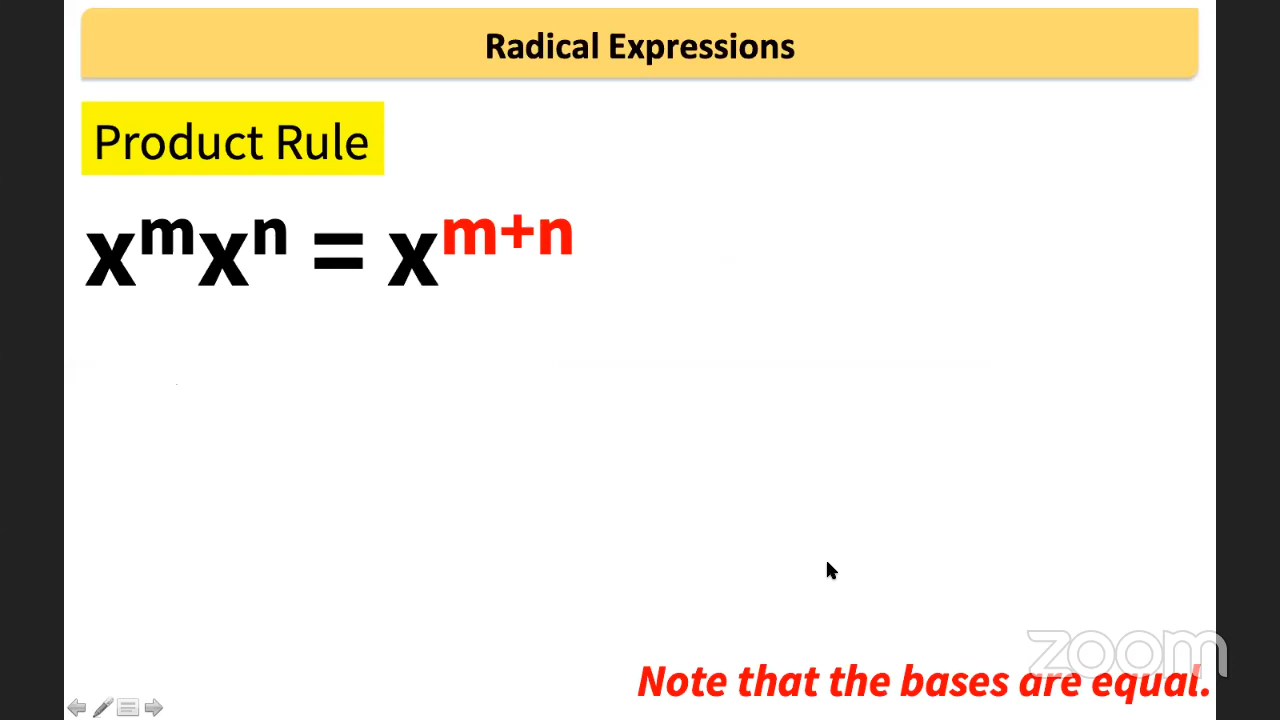 Radical Expressions
Product Rule
xᵐxⁿ = xᵐ⁺ⁿ
zoom
Note that the bases are equal.